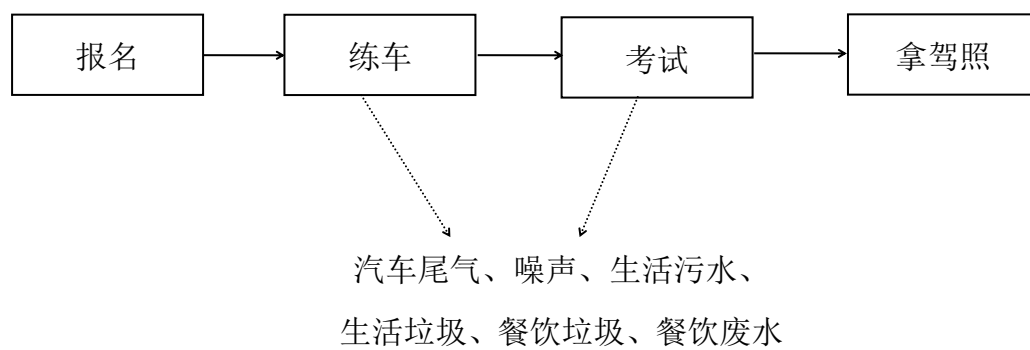 报名
练车
考试
拿驾照
汽车尾气、噪声、生活污水、
生活垃圾、餐饮垃圾、餐饮废水